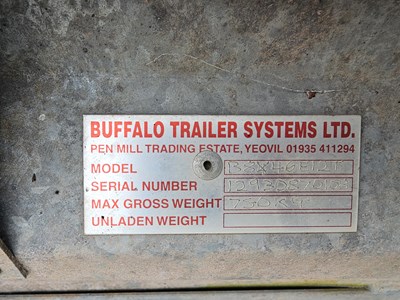 BUFFALO TRAILER SYSTEMS LTD.
PEN MILL TRADING ESTATE, YEOVIL 01935 411294
MODEL
SERIAL NUMBER
MAX GROSS WEIGHT
UNLADEN WEIGHT